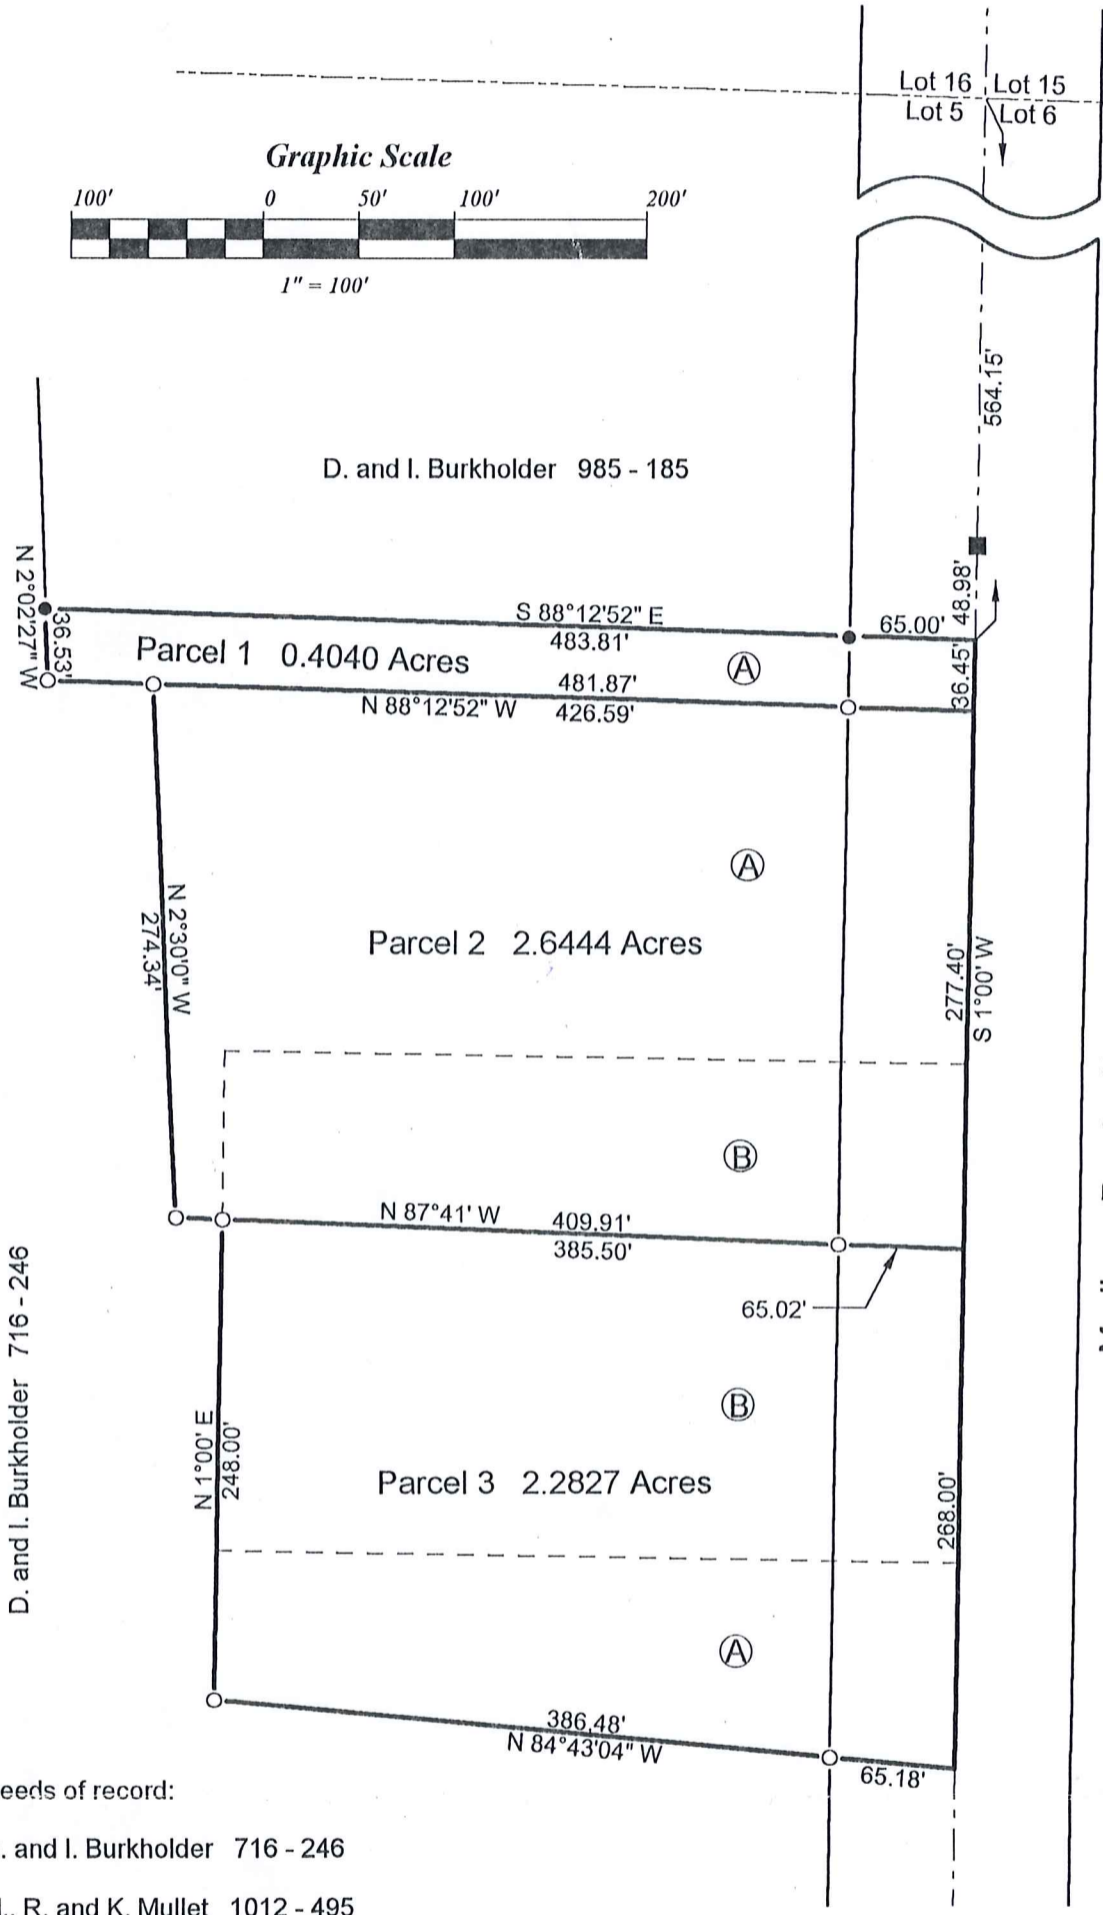 Lot 16 Lot 15
Lot 5 Lot 6
Graphic Scale
100' 0 50' 100' 200'
1" = 100'
564.15'
D. and I. Burkholder 985 - 185
N 2°02'27" W
36.53'
S 88°12'52" E
483.81'
65.00'
48.98'
36.45'
Parcel 1 0.4040 Acres
A
481.87'
N 88°12'52" W 426.59'
A
N 2°30'0" W
274.34'
Parcel 2 2.6444 Acres
277.40'
S 1°00' W
B
N 87°41' W 409.91'
385.50'
65.02'
D. and I. Burkholder 716 - 246
B
N 1°00' E
248.00'
Parcel 3 2.2827 Acres
268.00'
A
386.48'
N 84°43'04" W
65.18'
eeds of record:
. and I. Burkholder 716 - 246
R. and K. Mullet 1012 - 495